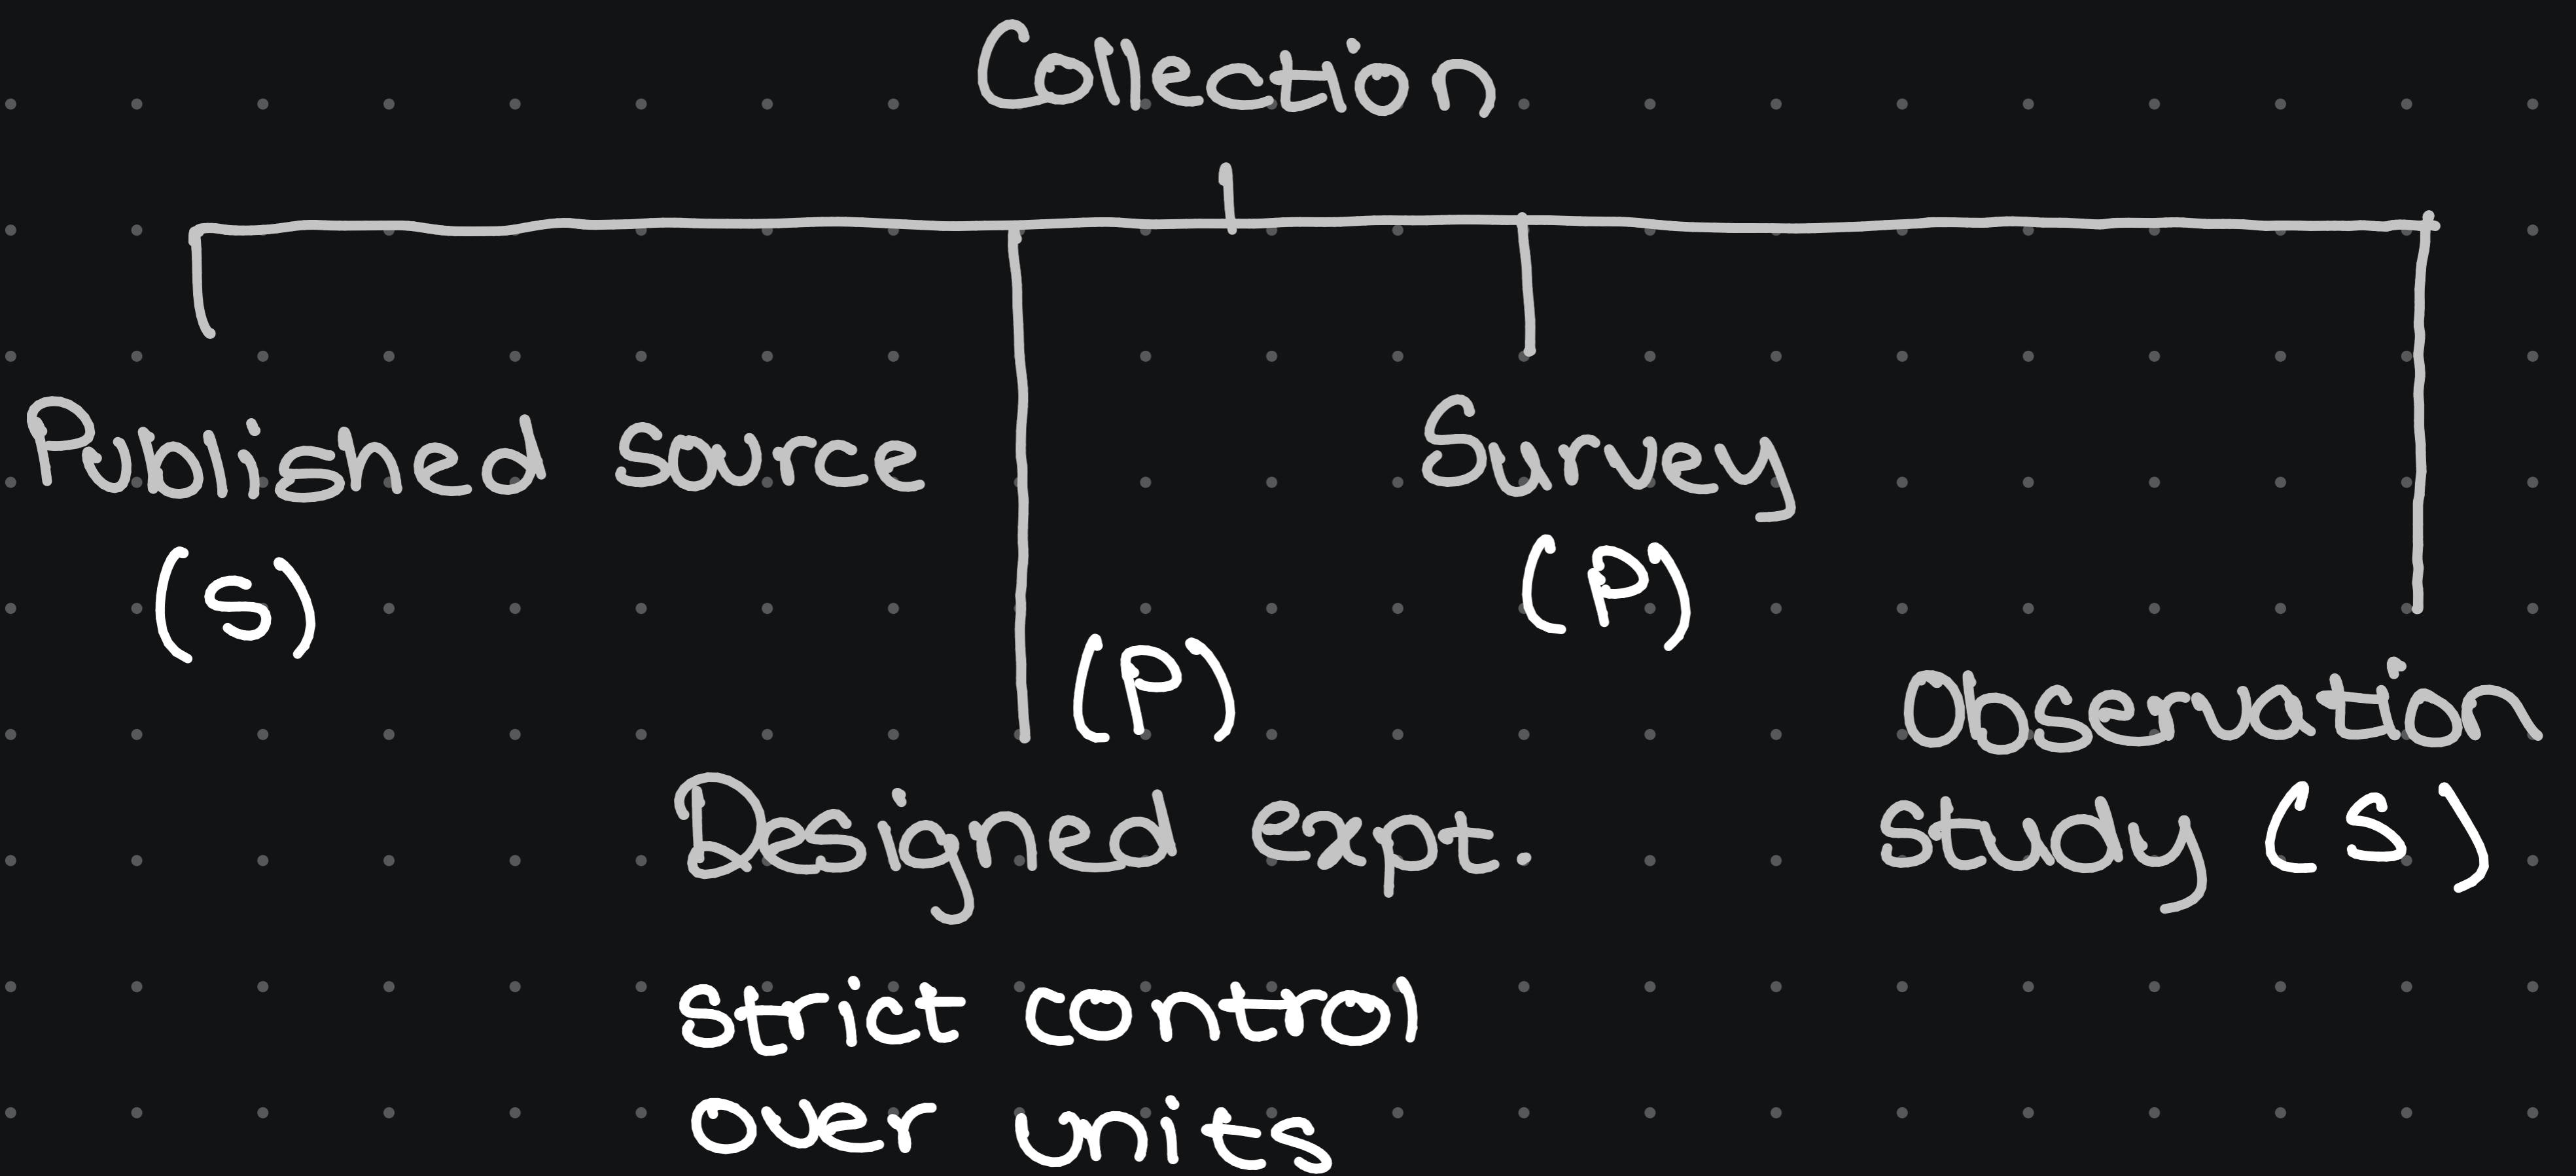 Collection
Published source
(S)
Survey
(P)
(P)
Designed expt.
strict control
over units
Observation
study (S)